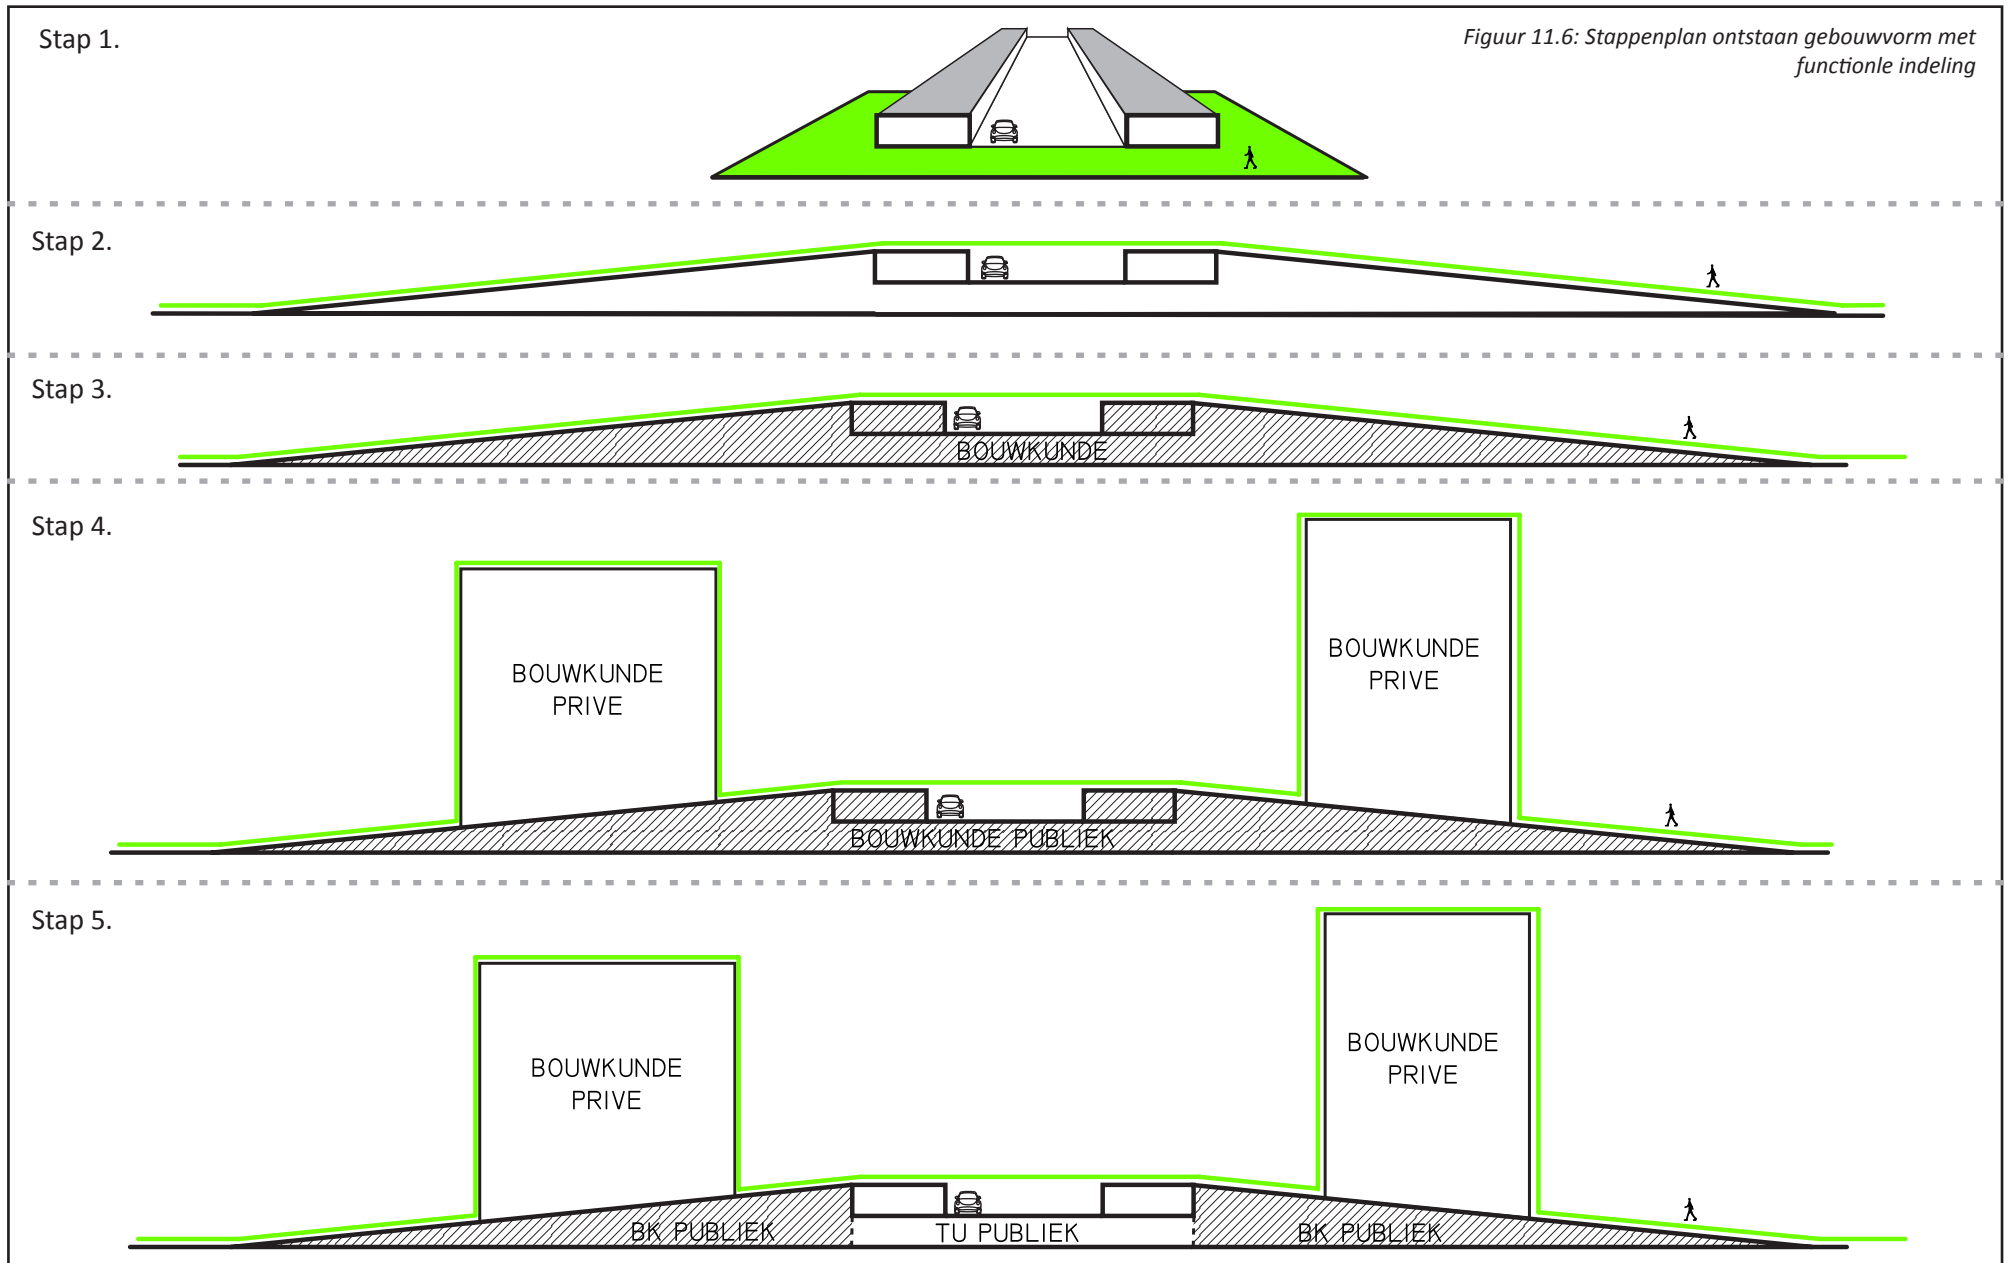 Stap 1.
Figuur 11.6: Stappenplan ontstaan gebouwvorm met
functionle indeling
Stap 2.
Stap 3.
BOUWKUNDE
Stap 4.
BOUWKUNDE
PRIVE
BOUWKUNDE
PRIVE
BOUWKUNDE PUBLIEK
Stap 5.
BOUWKUNDE
PRIVE
BOUWKUNDE
PRIVE
BK PUBLIEK
TU PUBLIEK
BK PUBLIEK